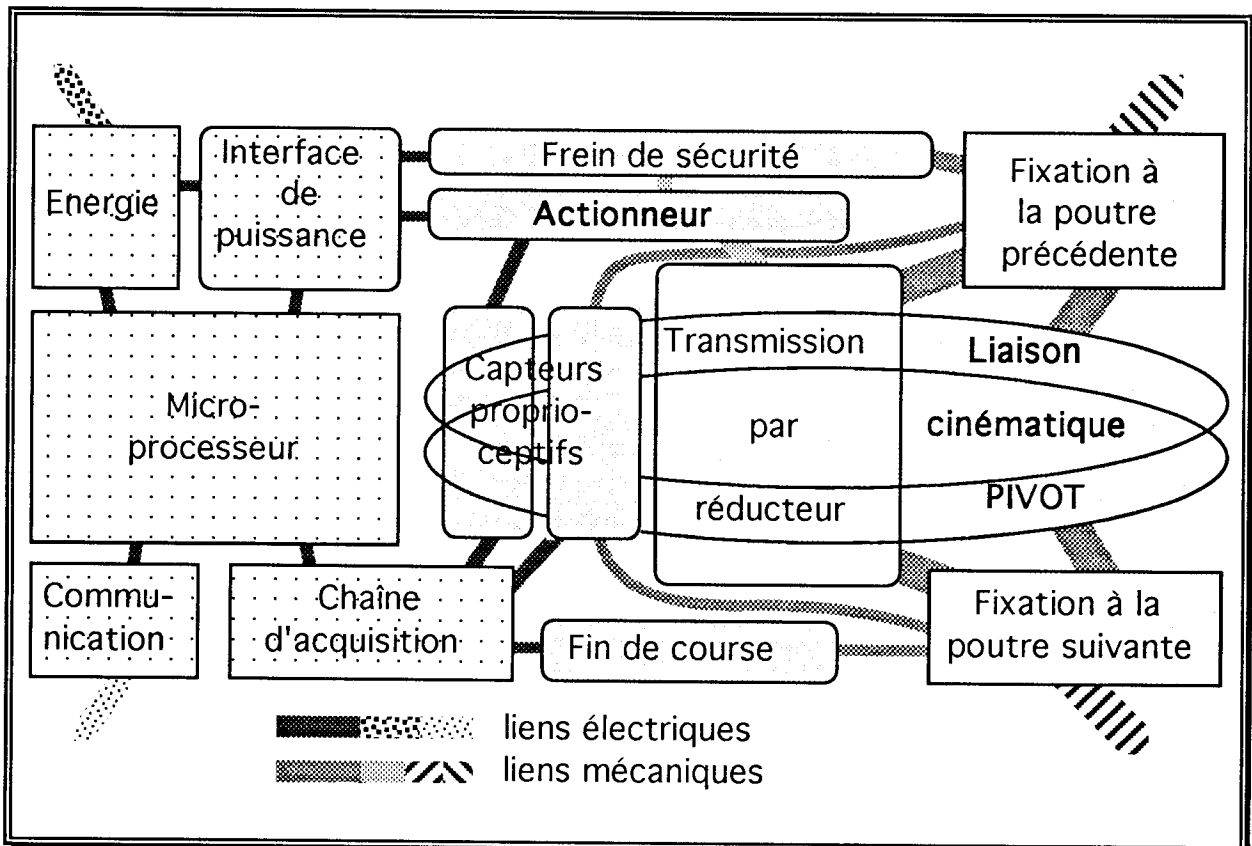 Energie
Interface
de
puissance
Frein de sécurité
Actionneur
Fixation à
la poutre
précédente
Micro-
processeur
Capteurs
proprio-
ceptifs
Transmission
par
réducteur
Liaison
cinématique
PIVOT
Commu-
nication
Chaîne
d'acquisition
Fin de course
Fixation à la
poutre suivante
liens électriques
liens mécaniques